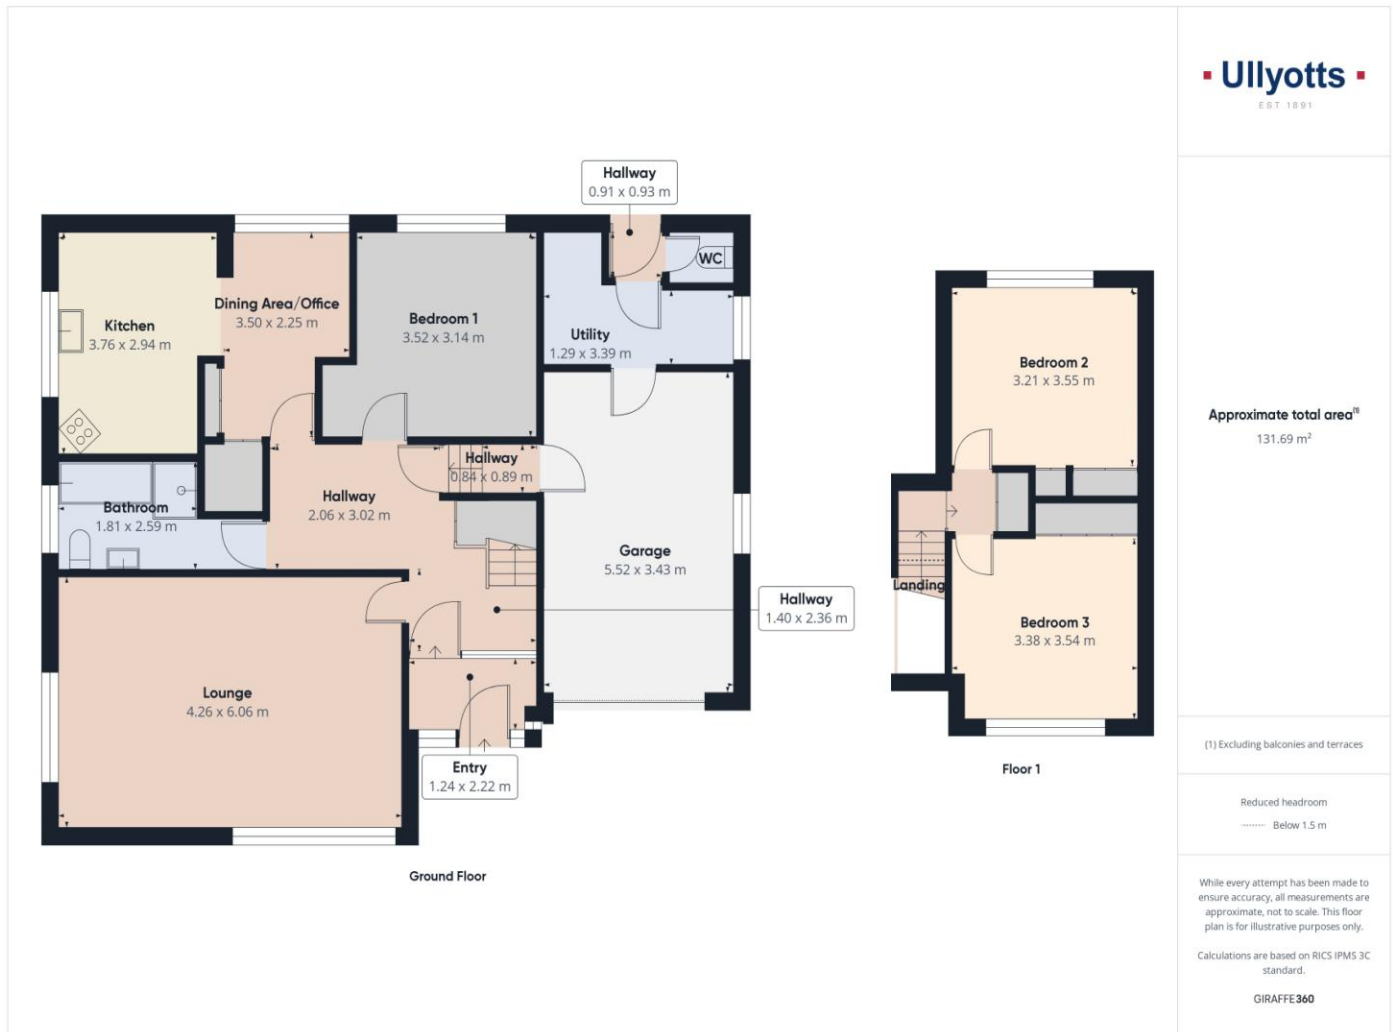 Ullyotts
EST 1891
Hallway
0.91 x 0.93 m
WC
Dining Area/Office
3.50 x 2.25 m
Kitchen
3.76 x 2.94 m
Bedroom 1
3.52 x 3.14 m
Utility
1.29 x 3.39 m
Hallway
0.84 x 0.89 m
Hallway
2.06 x 3.02 m
Bathroom
1.81 x 2.59 m
Garage
5.52 x 3.43 m
Hallway
1.40 x 2.36 m
Lounge
4.26 x 6.06 m
Entry
1.24 x 2.22 m
Ground Floor
Bedroom 2
3.21 x 3.55 m
Landing
Bedroom 3
3.38 x 3.54 m
Floor 1
Approximate total area(1)
131.69 m²
(1) Excluding balconies and terraces
Reduced headroom
Below 1.5 m
While every attempt has been made to
ensure accuracy, all measurements are
approximate, not to scale. This floor
plan is for illustrative purposes only.
Calculations are based on RICS IPMS 3C
standard.
GIRAFFE360